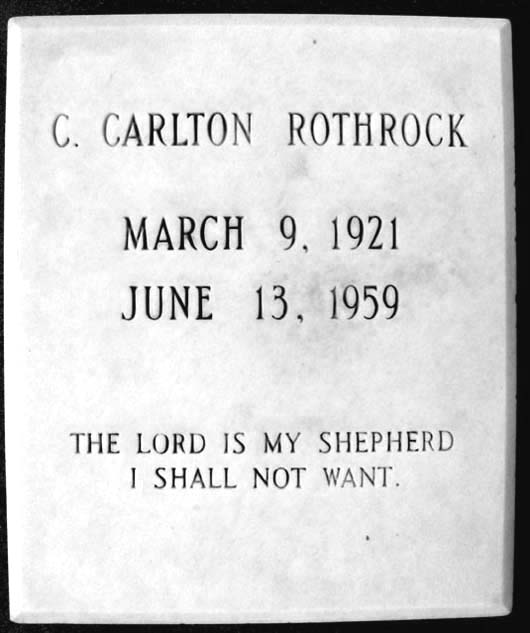 C. CARLTON ROTHROCK
MARCH 9, 1921
JUNE 13, 1959
THE LORD IS MY SHEPHERD
I SHALL NOT WANT.